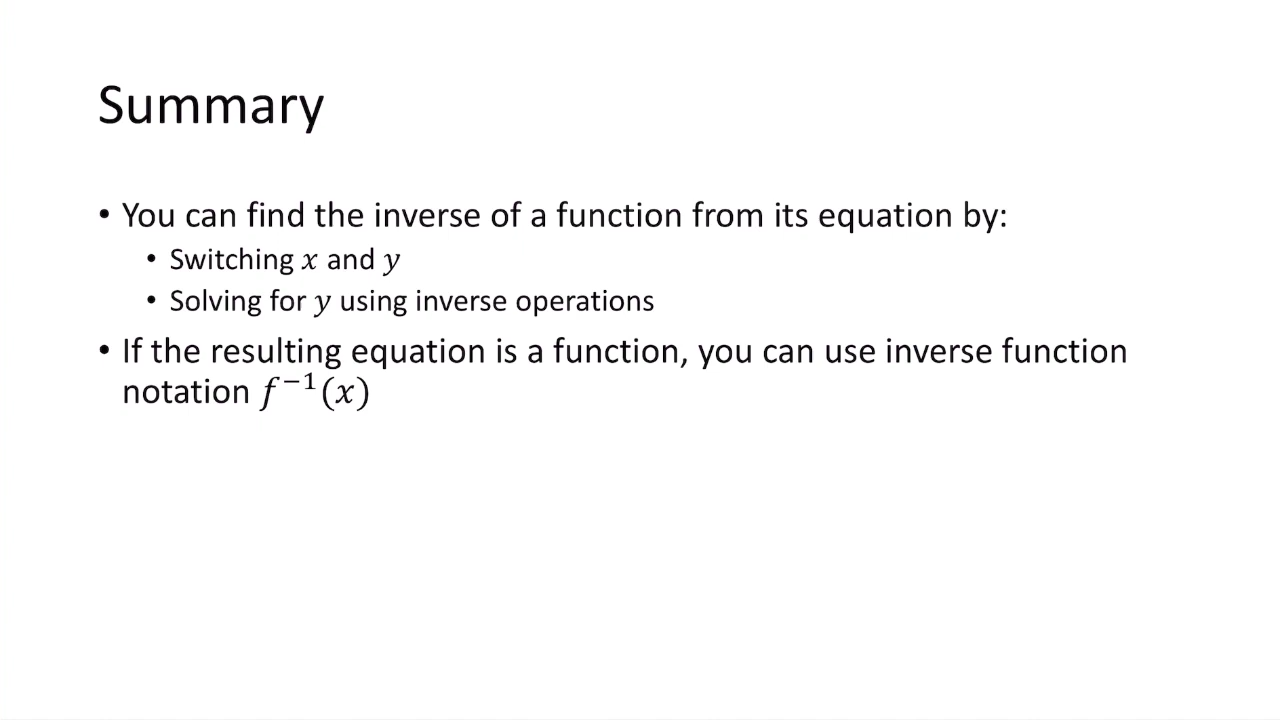 Summary
• You can find the inverse of a function from its equation by:
• Switching x and y
• Solving for y using inverse operations
• If the resulting equation is a function, you can use inverse function
notation f⁻¹(x)